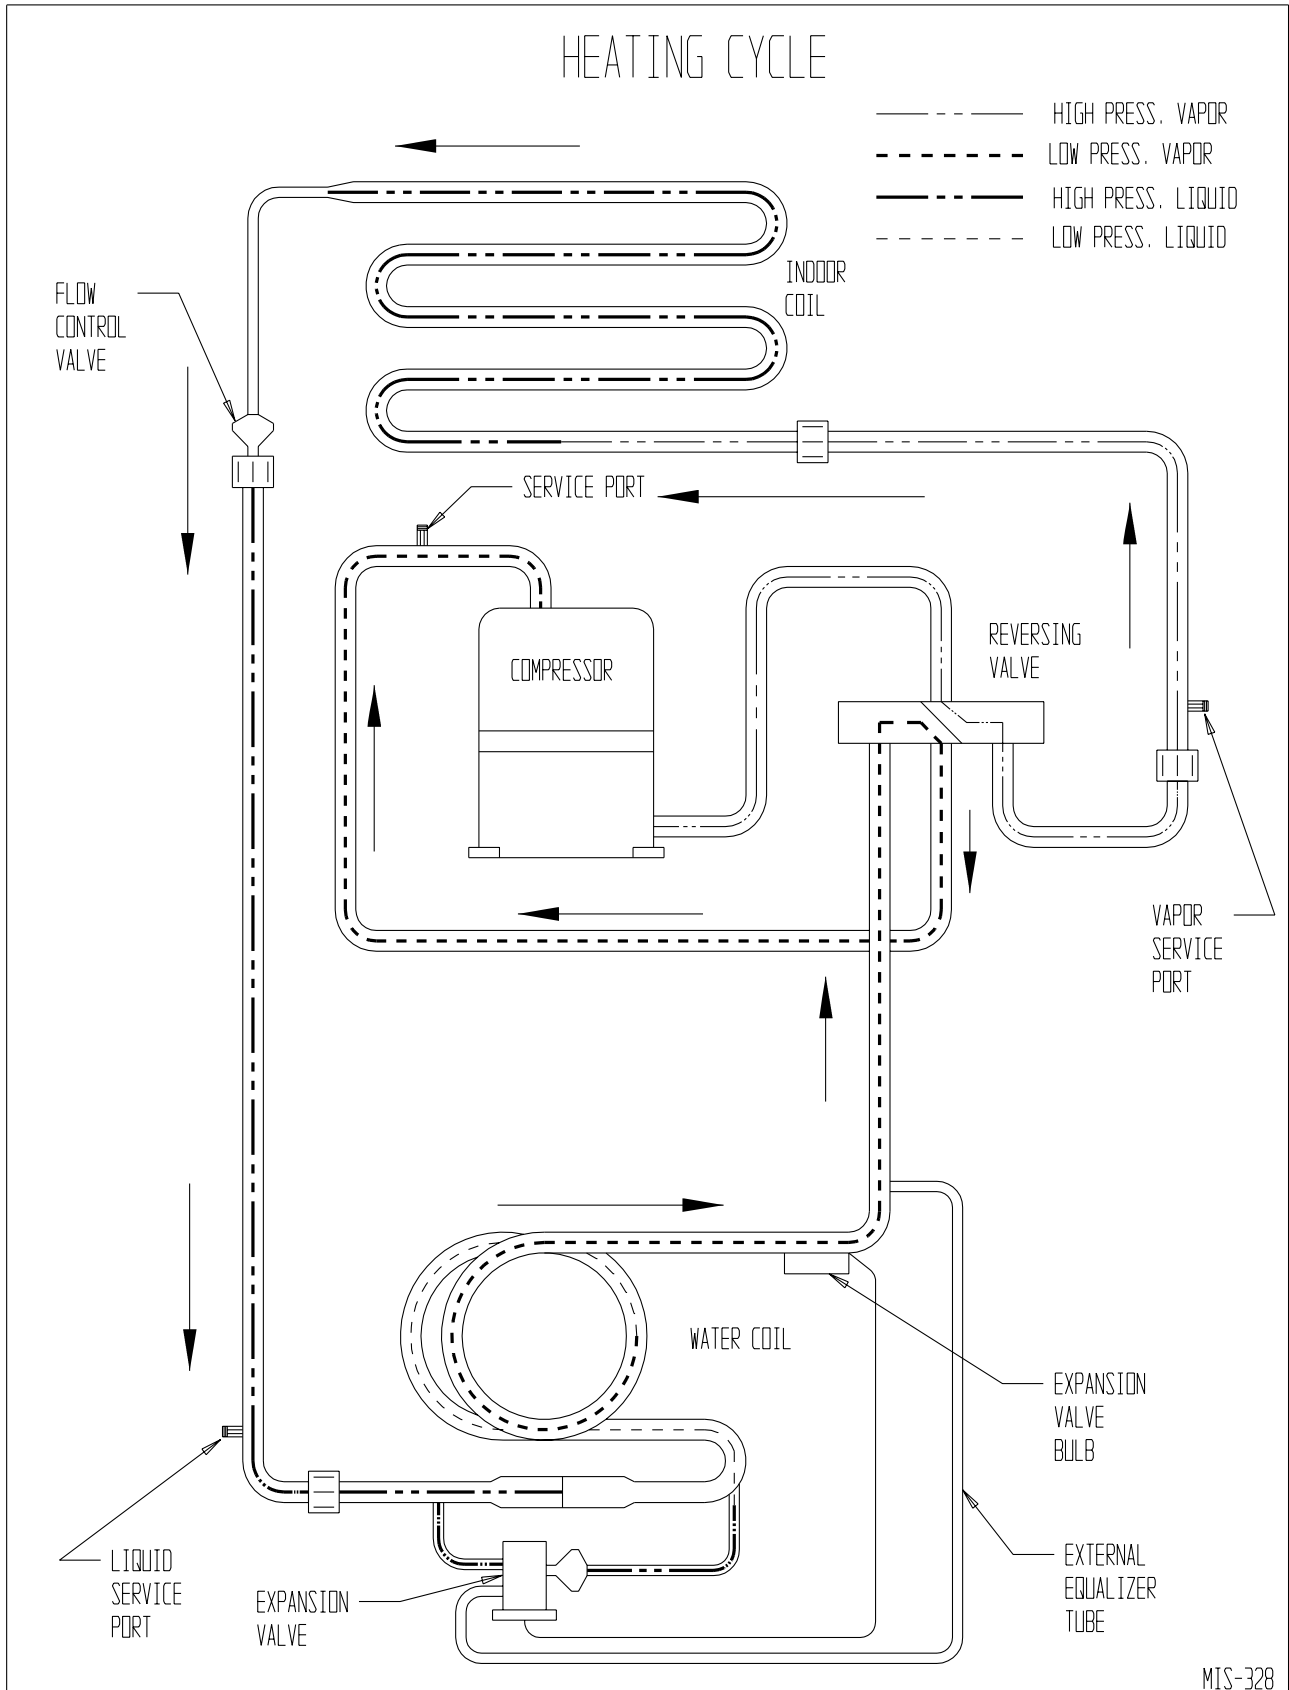 HEATING CYCLE
HIGH PRESS. VAPOR
LOW PRESS. VAPOR
HIGH PRESS. LIQUID
LOW PRESS. LIQUID
INDOOR
COIL
FLOW
CONTROL
VALVE
SERVICE PORT
REVERSING
VALVE
COMPRESSOR
VAPOR
SERVICE
PORT
WATER COIL
EXPANSION
VALVE
BULB
LIQUID
SERVICE
PORT
EXPANSION
VALVE
EXTERNAL
EQUALIZER
TUBE
MIS-328